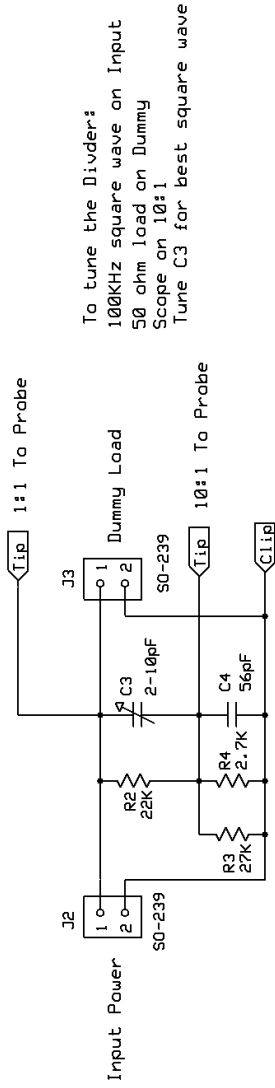 Input Power
J2
1
2
SO-239
R2
22K
R3
27K
R4
2.7K
C3
2-10pF
C4
56pF
J3
1
2
SO-239
Dummy Load
Tip
1:1 To Probe
Tip
10:1 To Probe
Clip
To tune the Divder:
100KHz square wave on Input
50 ohm load on Dummy
Scope on 10:1
Tune C3 for best square wave